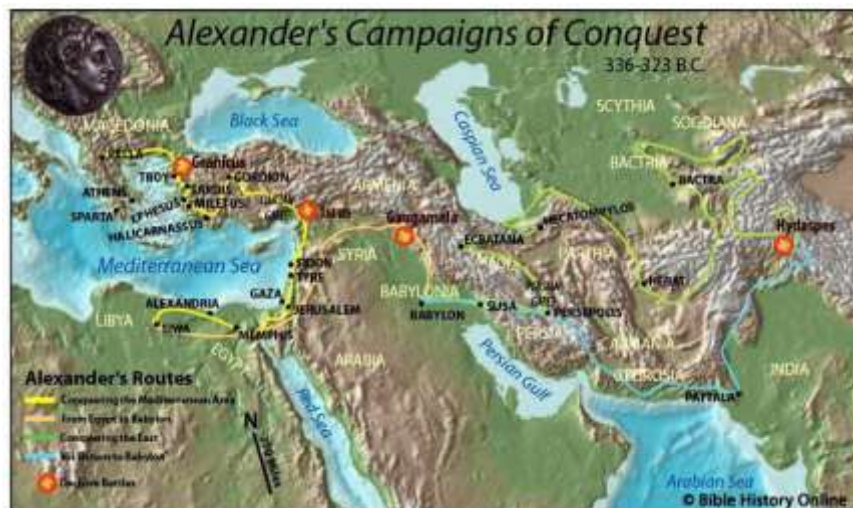 Alexander's Campaigns of Conquest
336-323 B.C.
SCYTHIA
MACEDONIA
Black Sea
Caspian Sea
SOGDIANA
PELLA
Granicus
BACTRIA
TROY
GORDION
ARMENIA
BACTRA
ATHENS
SARDIS
SPARTA
EPHESUS
MILETUS
Issus
HALICARNASSUS
Gaugamela
HECATOMYLOS
Hydaspes
ECBATANA
PARTHIA
Mediterranean Sea
SIDON
SYRIA
TYRE
HERAT
GAZA
ALEXANDRIA
JERUSALEM
BABYLONIA
BABYLON
SUSA
PERSEPOLIS
LIBYA
SIWA
MEMPHIS
EGYPT
PERSIA
ARABIA
Persian Gulf
INDIA
Alexander's Routes
PATTALA
Conquering the Mediterranean Area
From Egypt to Babylon
Red Sea
N
Conquering the East
His Return to Babylon
Decisive Battles
Arabian Sea
© Bible History Online